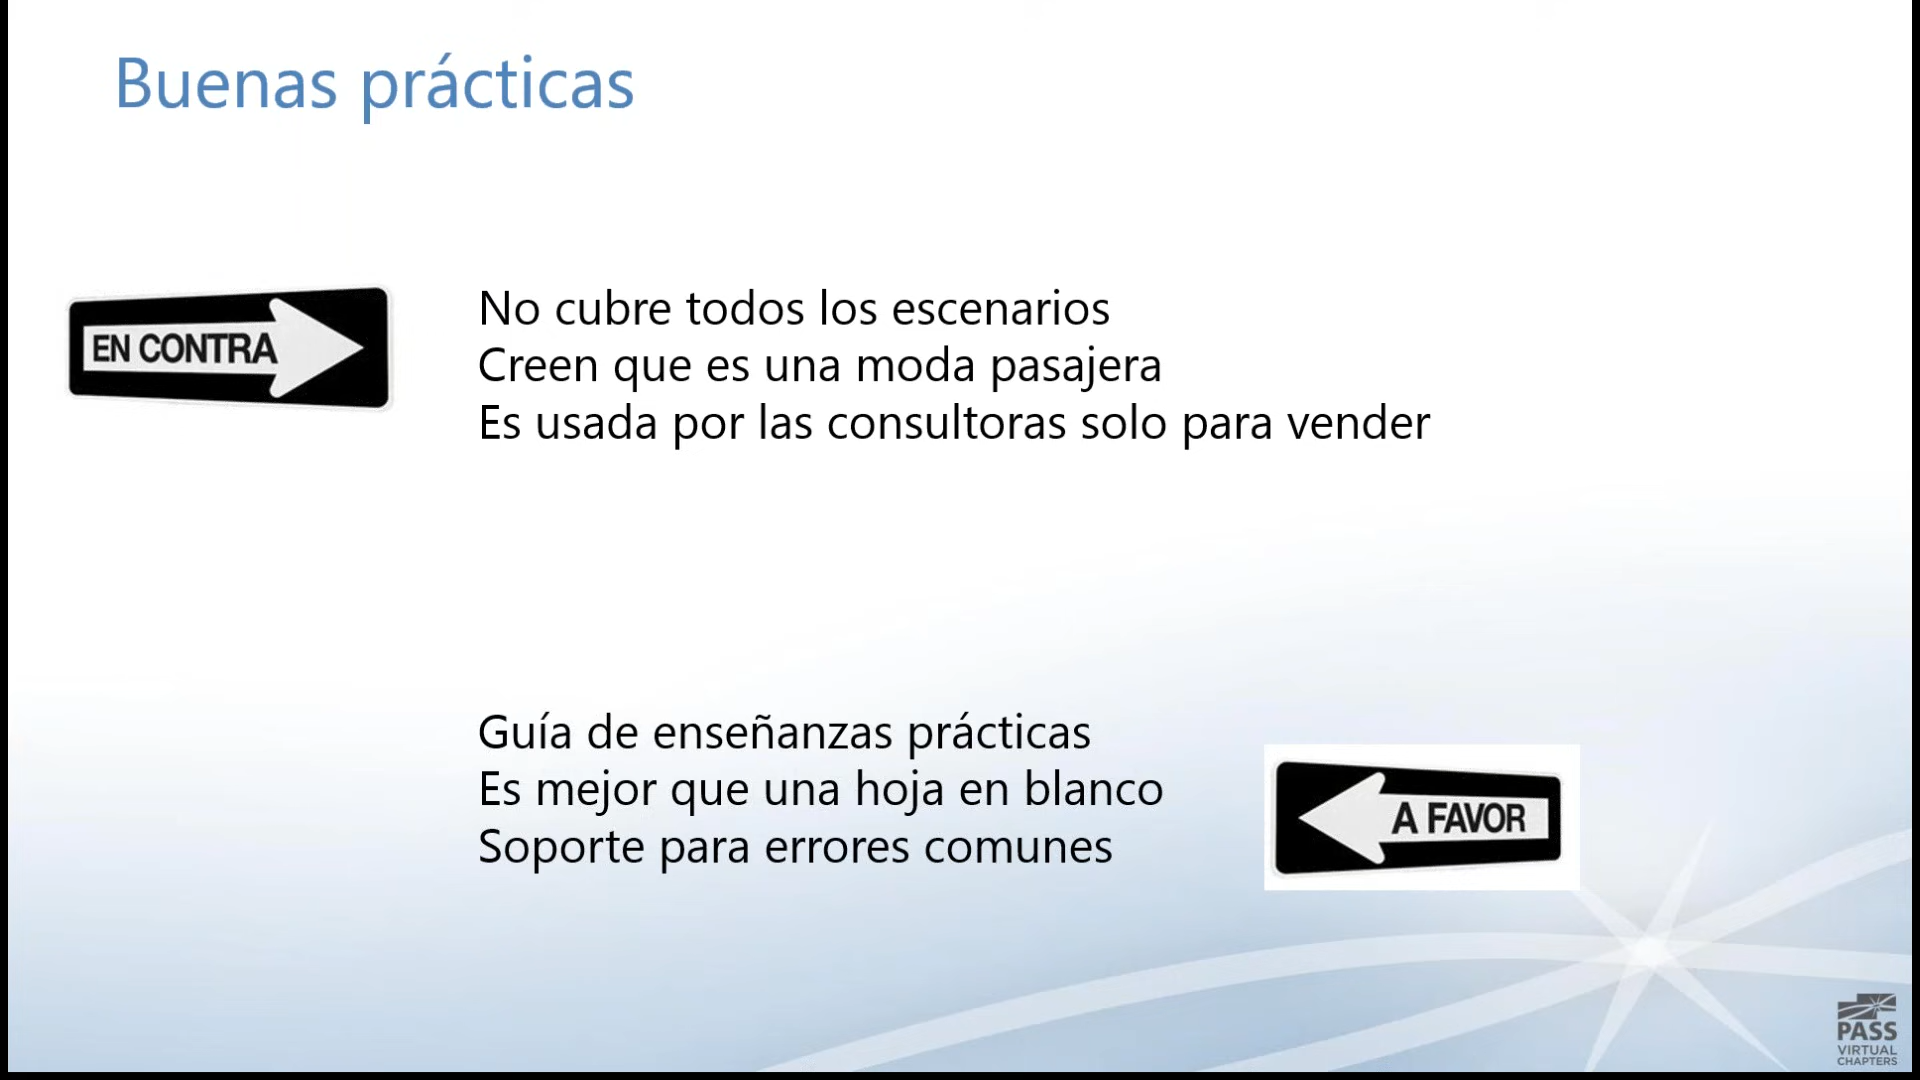 Buenas prácticas
EN CONTRA
No cubre todos los escenarios
Creen que es una moda pasajera
Es usada por las consultoras solo para vender
Guía de enseñanzas prácticas
Es mejor que una hoja en blanco
Soporte para errores comunes
A FAVOR
PASS
VIRTUAL
CHAPTERS